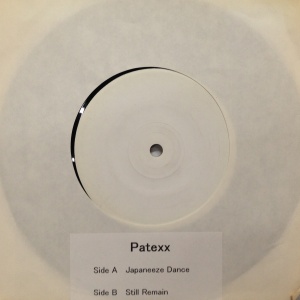 Patexx
Side A Japaneeze Dance
Side B Still Remain